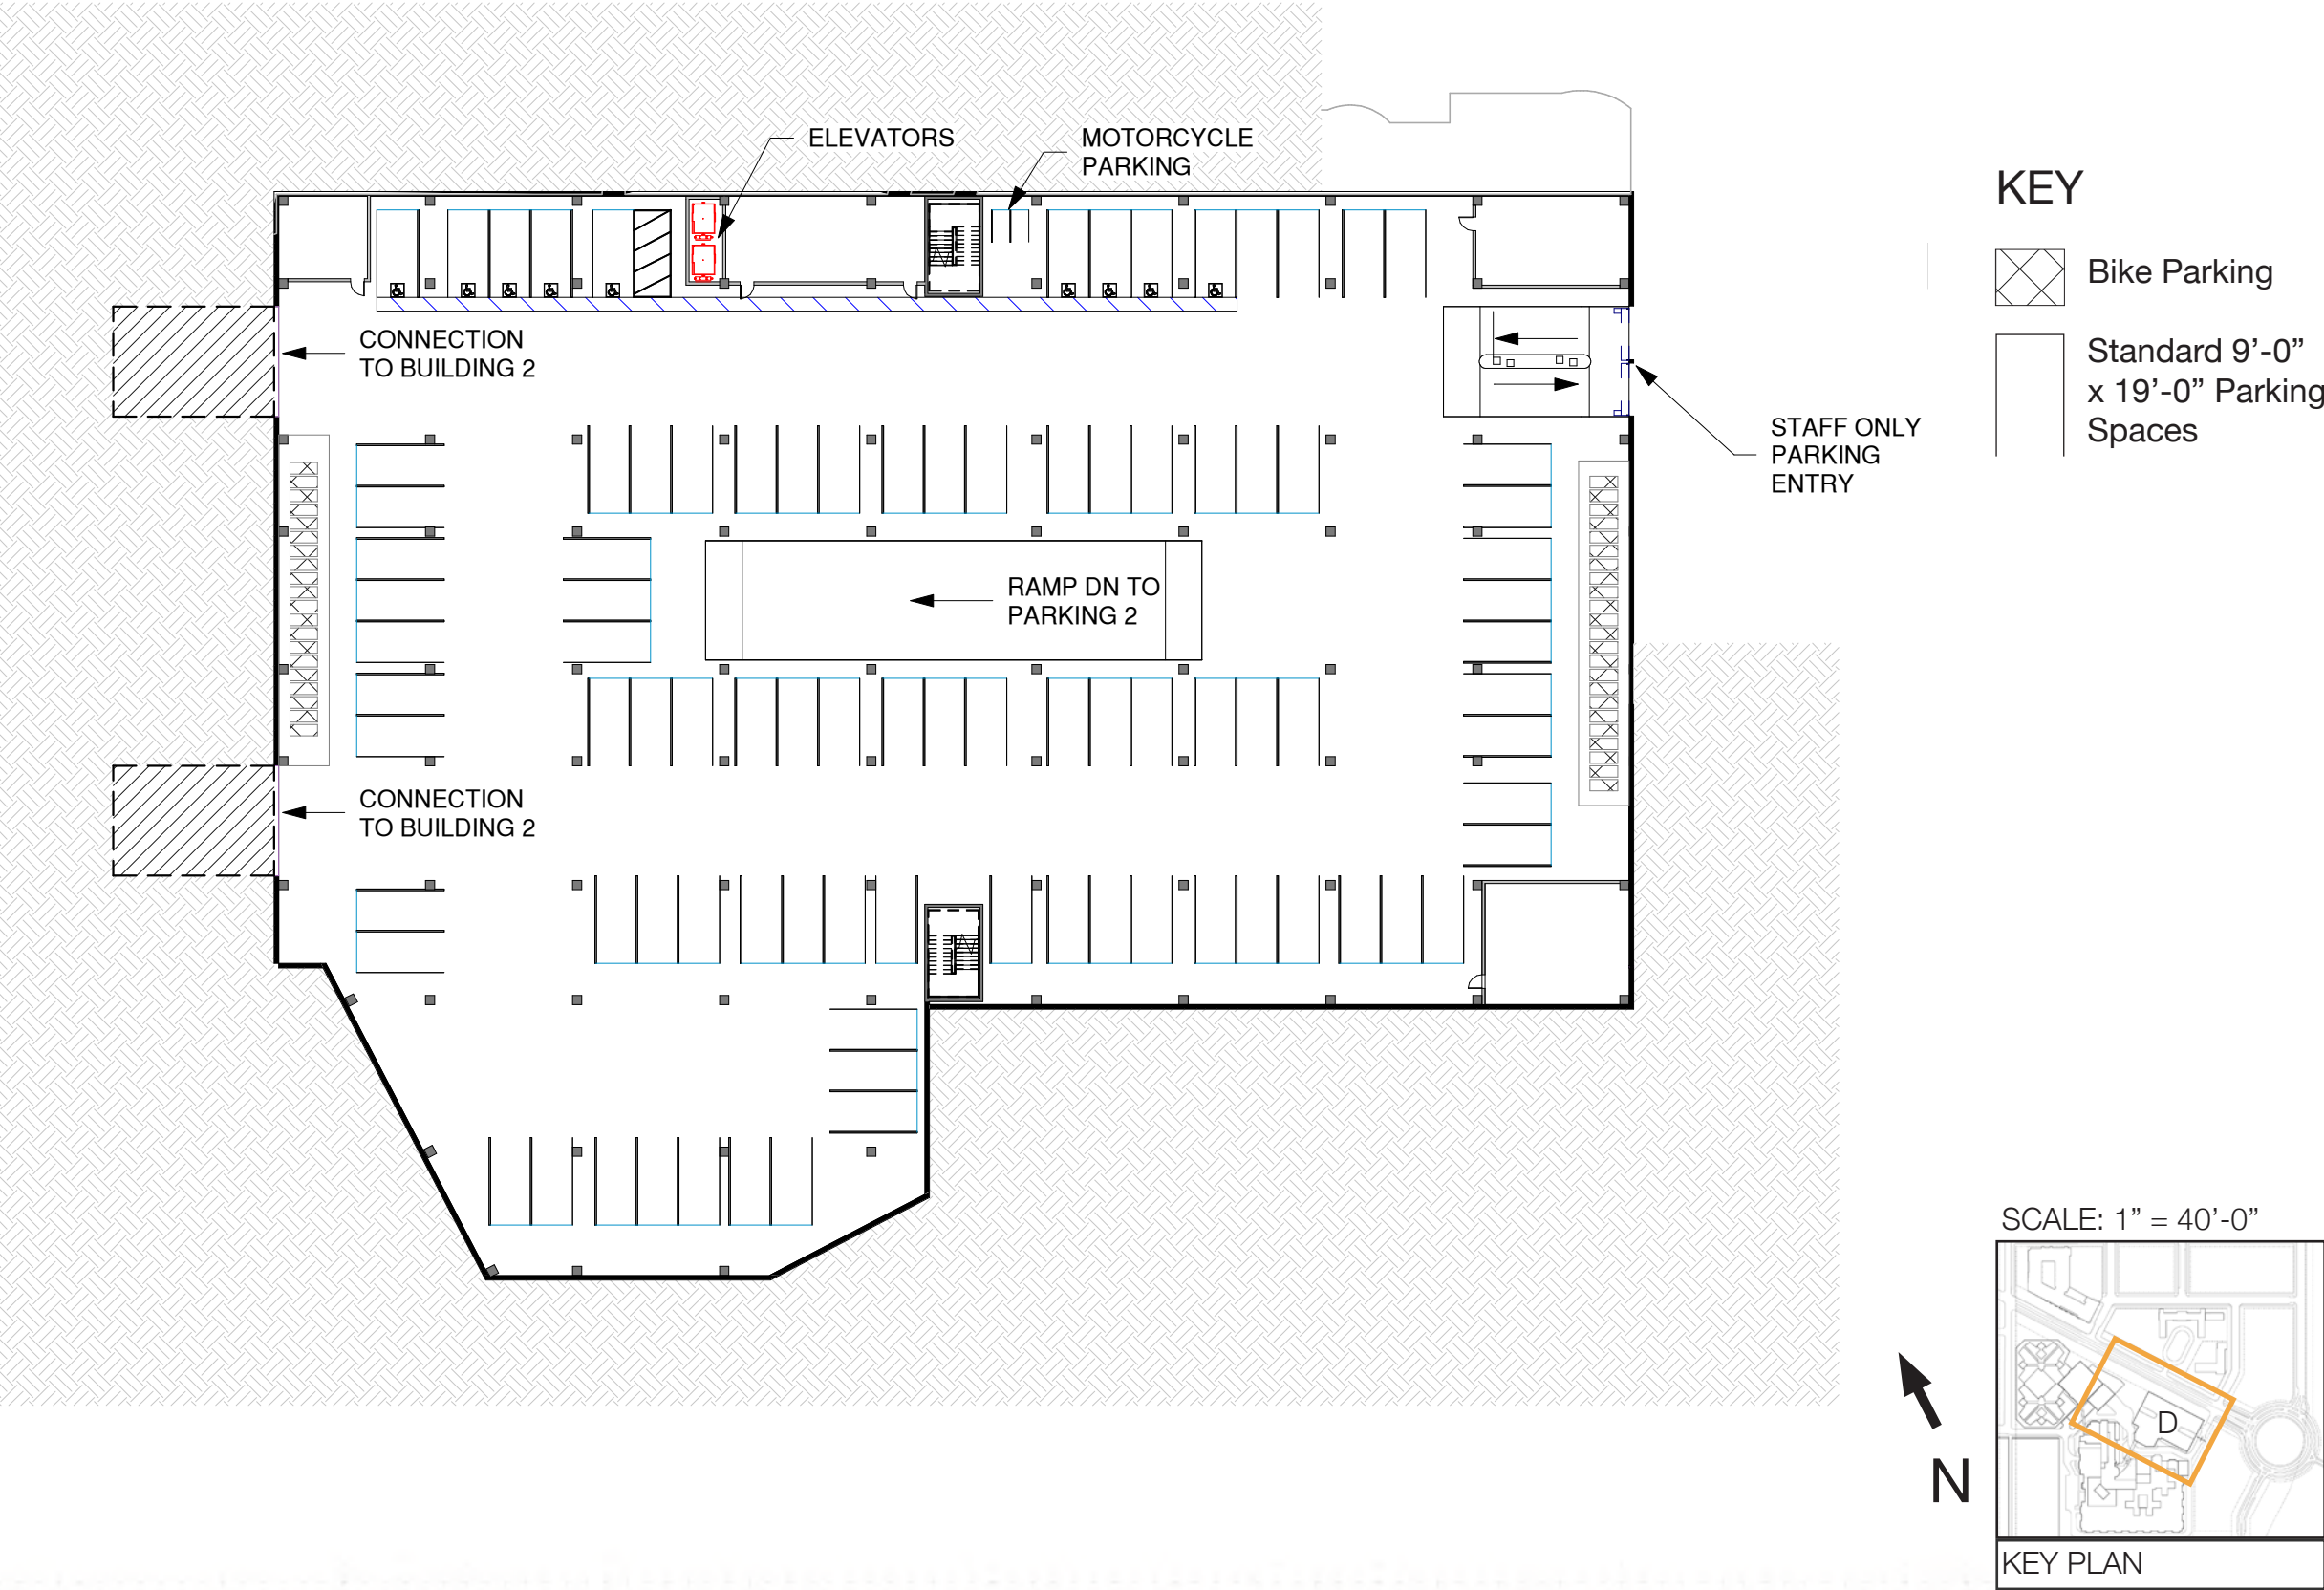 ELEVATORS
MOTORCYCLE
PARKING
KEY
Bike Parking
CONNECTION
TO BUILDING 2
Standard 9’-0”
x 19’-0” Parking
Spaces
STAFF ONLY
PARKING
ENTRY
RAMP DN TO
PARKING 2
CONNECTION
TO BUILDING 2
SCALE: 1” = 40’-0”
D
N
KEY PLAN